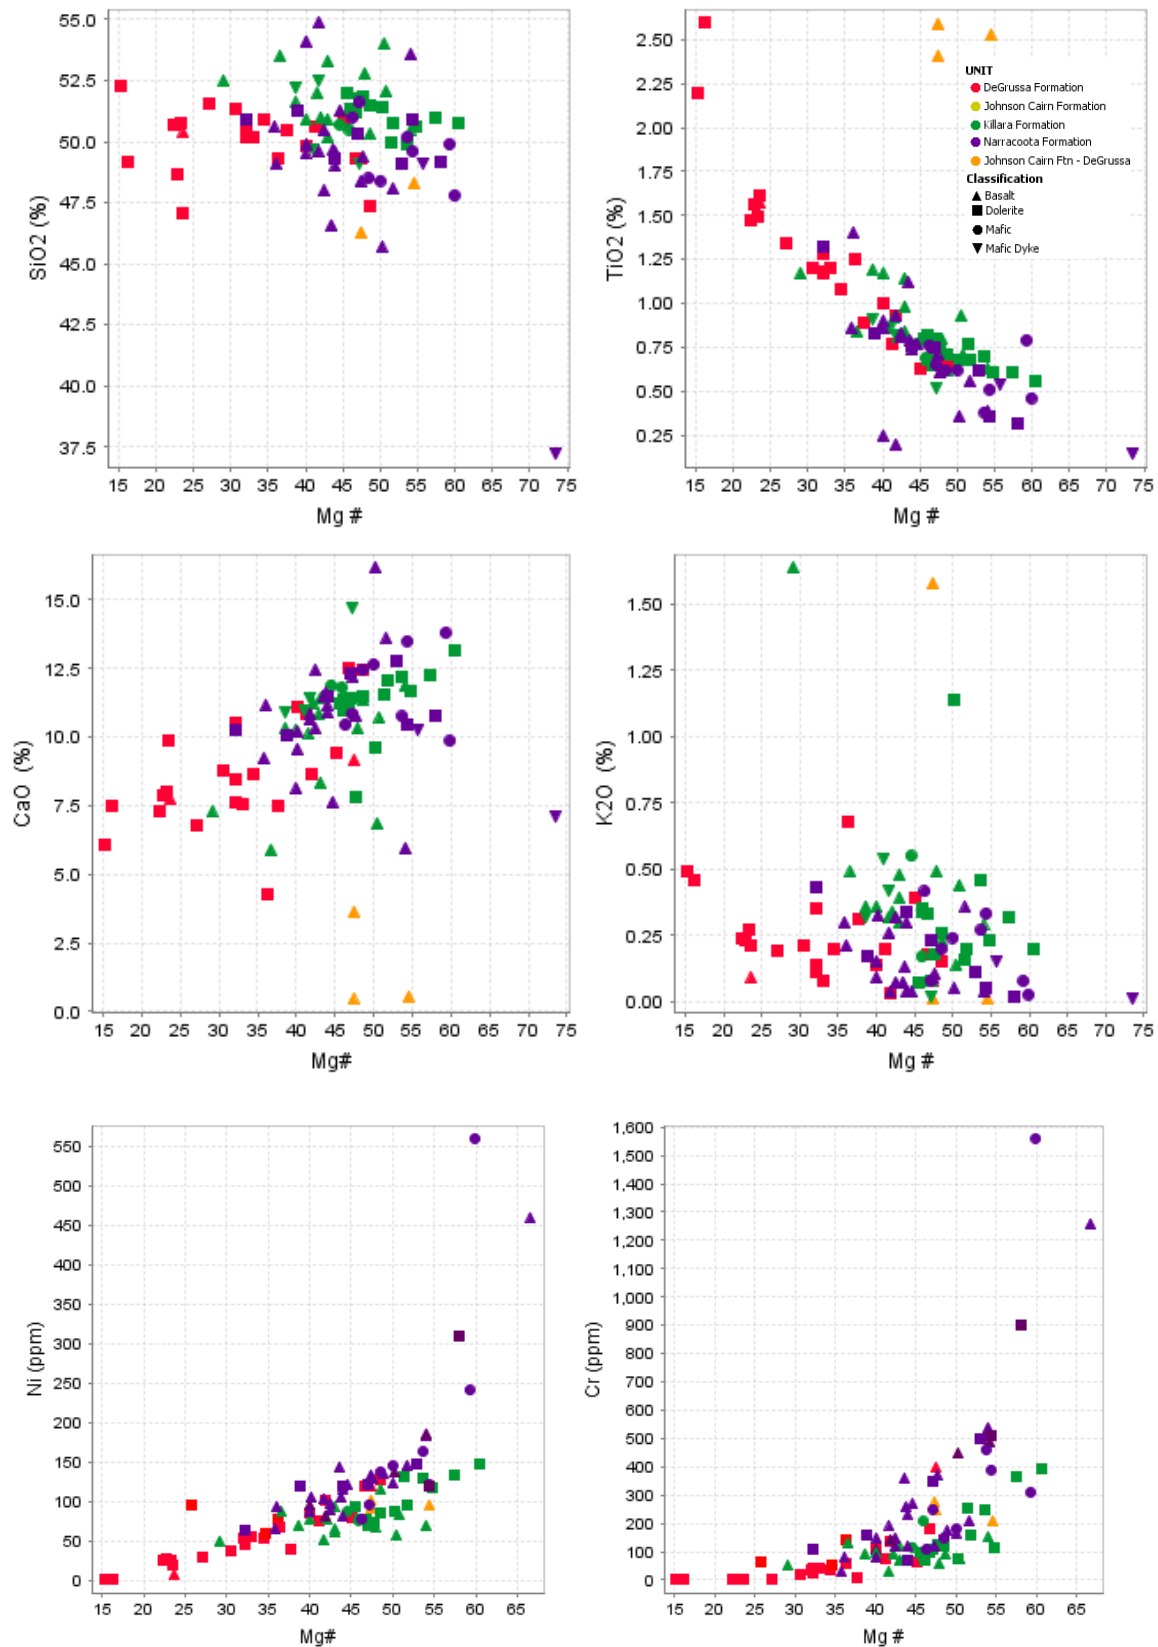 55.0
52.5
50.0
47.5
45.0
42.5
40.0
37.5
SiO2 (%)
15 20 25 30 35 40 45 50 55 60 65 70 75
Mg #
2.50
2.25
2.00
1.75
1.50
1.25
1.00
0.75
0.50
0.25
TiO2 (%)
15 20 25 30 35 40 45 50 55 60 65 70 75
Mg #
UNIT
DeGrussa Formation
Johnson Cairn Formation
Killara Formation
Narracoota Formation
Johnson Cairn Ftn - DeGrussa
Classification
Basalt
Dolerite
Mafic
Mafic Dyke
15.0
12.5
10.0
7.5
5.0
2.5
0.0
CaO (%)
15 20 25 30 35 40 45 50 55 60 65 70 75
Mg#
1.50
1.25
1.00
0.75
0.50
0.25
0.00
K2O (%)
15 20 25 30 35 40 45 50 55 60 65 70 75
Mg #
550
500
450
400
350
300
250
200
150
100
50
0
Ni (ppm)
15 20 25 30 35 40 45 50 55 60 65
Mg#
1,600
1,500
1,400
1,300
1,200
1,100
1,000
900
800
700
600
500
400
300
200
100
0
Cr (ppm)
15 20 25 30 35 40 45 50 55 60 65
Mg #